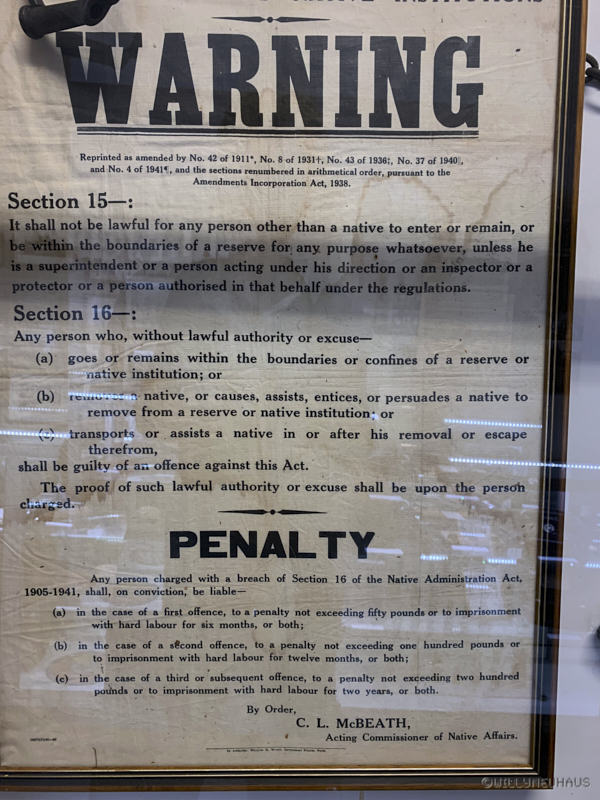 NATIVE INSTITUTIONS
WARNING
Reprinted as amended by No. 42 of 1911*, No. 8 of 1931†, No. 43 of 1936‡, No. 37 of 1940||,
and No. 4 of 1941¶, and the sections renumbered in arithmetical order, pursuant to the
Amendments Incorporation Act, 1938.
Section 15—:
It shall not be lawful for any person other than a native to enter or remain, or
be within the boundaries of a reserve for any purpose whatsoever, unless he
is a superintendent or a person acting under his direction or an inspector or a
protector or a person authorised in that behalf under the regulations.
Section 16—:
Any person who, without lawful authority or excuse—
(a) goes or remains within the boundaries or confines of a reserve or
native institution; or
(b) removes a native, or causes, assists, entices, or persuades a native to
remove from a reserve or native institution; or
(c) transports or assists a native in or after his removal or escape
therefrom,
shall be guilty of an offence against this Act.
The proof of such lawful authority or excuse shall be upon the person
charged.
PENALTY
Any person charged with a breach of Section 16 of the Native Administration Act,
1905-1941, shall, on conviction, be liable—
(a) in the case of a first offence, to a penalty not exceeding fifty pounds or to imprisonment
with hard labour for six months, or both;
(b) in the case of a second offence, to a penalty not exceeding one hundred pounds or
to imprisonment with hard labour for twelve months, or both;
(c) in the case of a third or subsequent offence, to a penalty not exceeding two hundred
pounds or to imprisonment with hard labour for two years, or both.
By Order,
C. L. McBEATH,
Acting Commissioner of Native Affairs.
©WILLYNEUHAUS